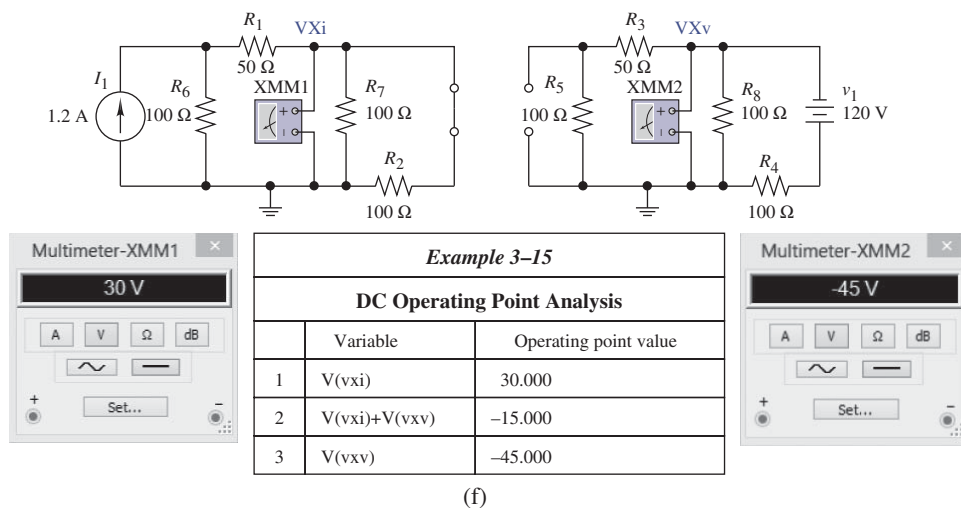 R1
VXi
50 Ω
I1
1.2 A
R6
100 Ω
XMM1
+
−
R7
100 Ω
R2
100 Ω
R3
VXv
50 Ω
R5
100 Ω
XMM2
+
−
R8
100 Ω
v1
120 V
R4
100 Ω
Multimeter-XMM1 ×
30 V
A V Ω dB
+ Set... −
Example 3–15
DC Operating Point Analysis
Variable Operating point value
1 V(vxi) 30.000
2 V(vxi)+V(vxv) –15.000
3 V(vxv) –45.000
Multimeter-XMM2 ×
-45 V
A V Ω dB
+ Set... −
(f)